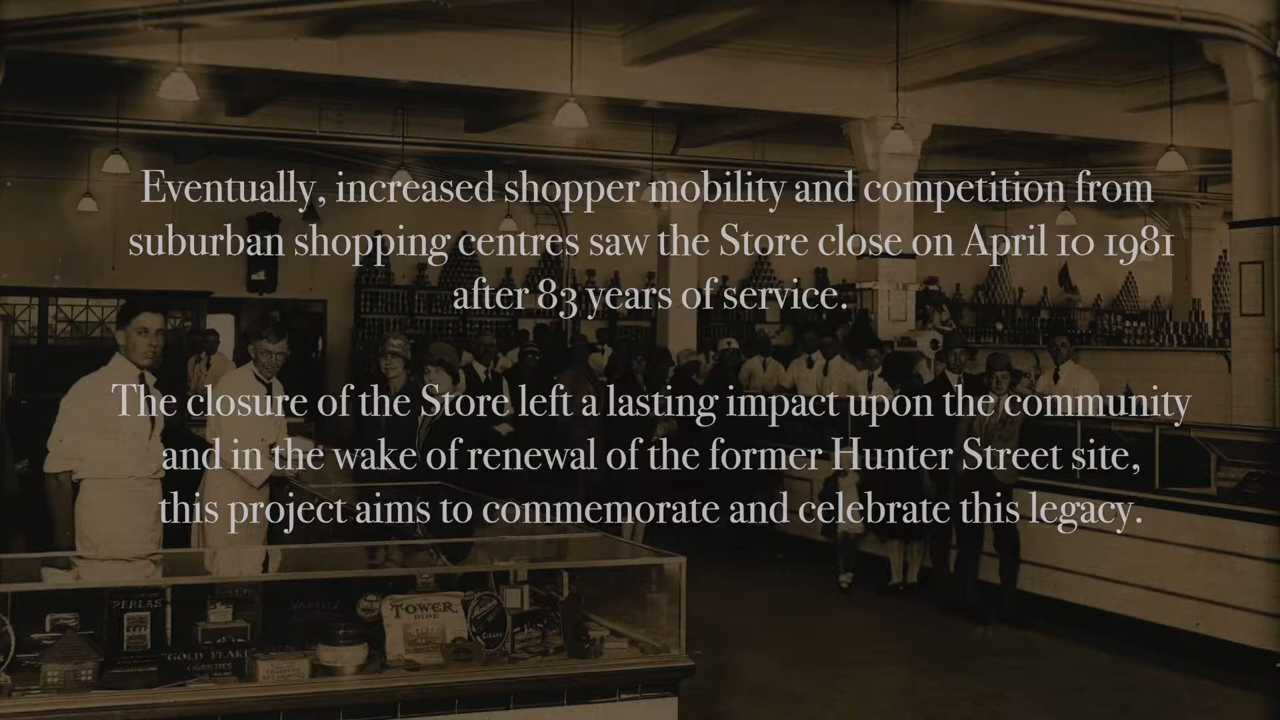 Eventually, increased shopper mobility and competition from
suburban shopping centres saw the Store close on April 10 1981
after 83 years of service.
The closure of the Store left a lasting impact upon the community
and in the wake of renewal of the former Hunter Street site,
this project aims to commemorate and celebrate this legacy.
PERLAS
TOWER
"GOLD FLAKE"
CIGARETTES